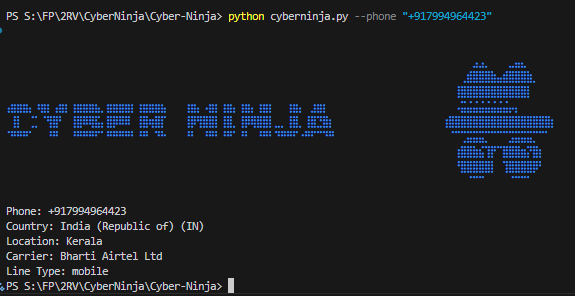 PS S:\FP\2RV\CyberNinja\Cyber-Ninja> python cyberninja.py --phone "+917994964423"
CYBER NINJA
Phone: +917994964423
Country: India (Republic of) (IN)
Location: Kerala
Carrier: Bharti Airtel Ltd
Line Type: mobile
PS S:\FP\2RV\CyberNinja\Cyber-Ninja>